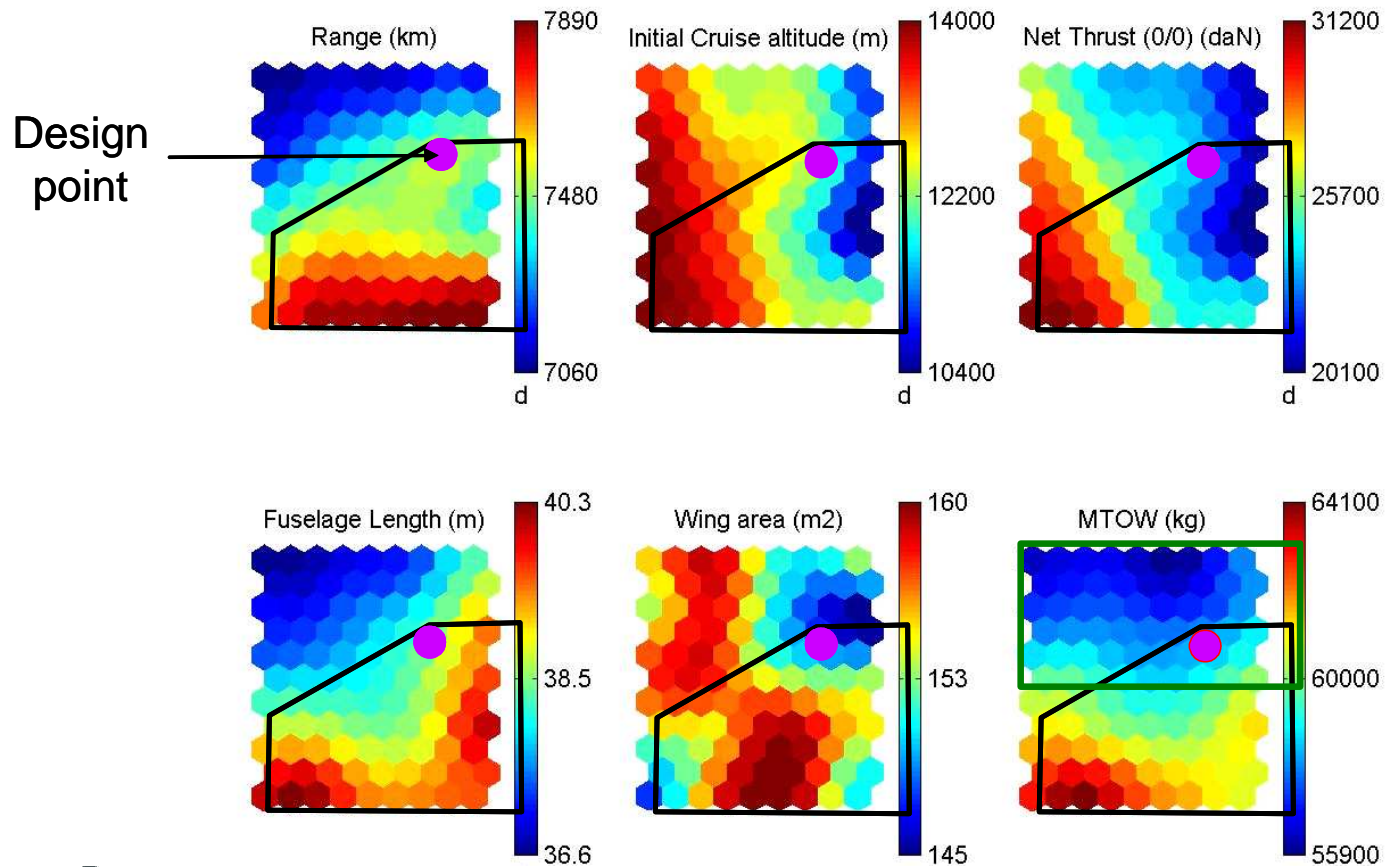 Design
point
Range (km)
7890
7480
7060
d
Initial Cruise altitude (m)
14000
12200
10400
d
Net Thrust (0/0) (daN)
31200
25700
20100
d
Fuselage Length (m)
40.3
38.5
36.6
Wing area (m2)
160
153
145
MTOW (kg)
64100
60000
55900